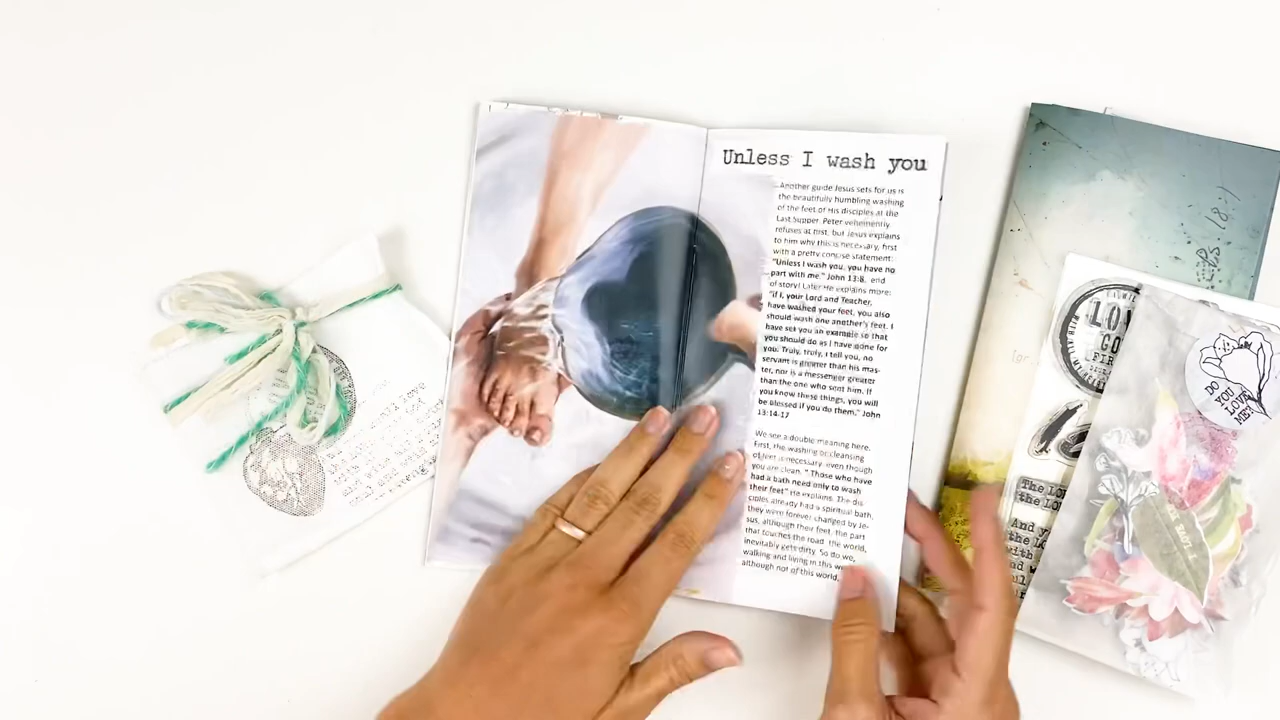 Unless I wash you
Another guide Jesus sets for us is
the beautifully humbling washing
of the feet of His disciples at the
Last Supper. Peter vehemently
refuses at first, but Jesus explains
to him why this is necessary, first
with a pretty concise statement:
"Unless I wash you, you have no
part with me." John 13:8, end
of story! Later He explains more:
"if I, your Lord and Teacher,
have washed your feet, you also
should wash one another's feet. I
have set you an example so that
you should do as I have done for
you. Truly, truly, I tell you, no
servant is greater than his mas-
ter, nor is a messenger greater
than the one who sent him. If
you know these things, you will
be blessed if you do them." John
13:14-17
We see a double meaning here.
First, the washing or cleansing
of feet is necessary, even though
you are clean. " Those who have
had a bath need only to wash
their feet" He explains. The dis
ciples already had a spiritual bath,
they were forever changed by Je-
sus, although their feet, the part
that touches the road, the world,
inevitably gets dirty. So do we,
walking and living in this
although not of this world,
LOV
GO
FIR
The LO
the LO
And y
the L
with
DO
YOU
LOVE
ME?